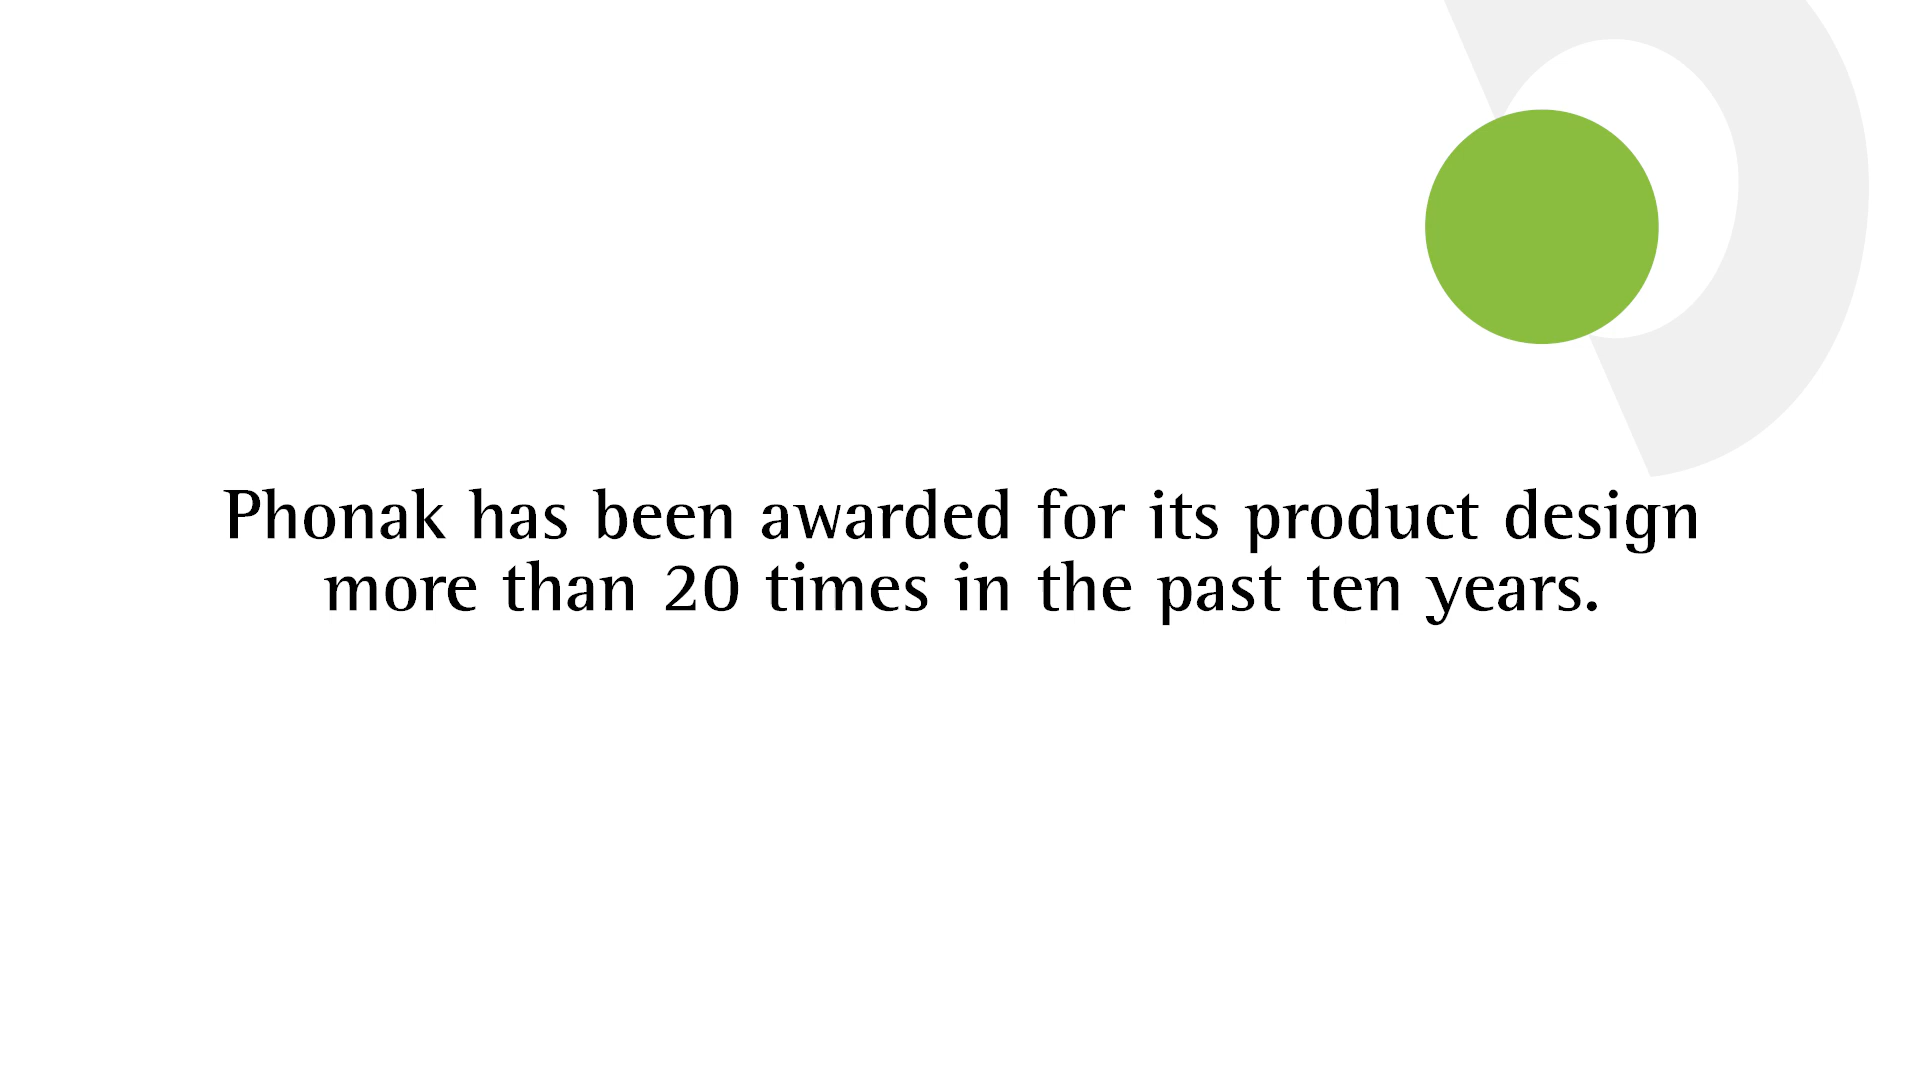 Phonak has been awarded for its product design
more than 20 times in the past ten years.